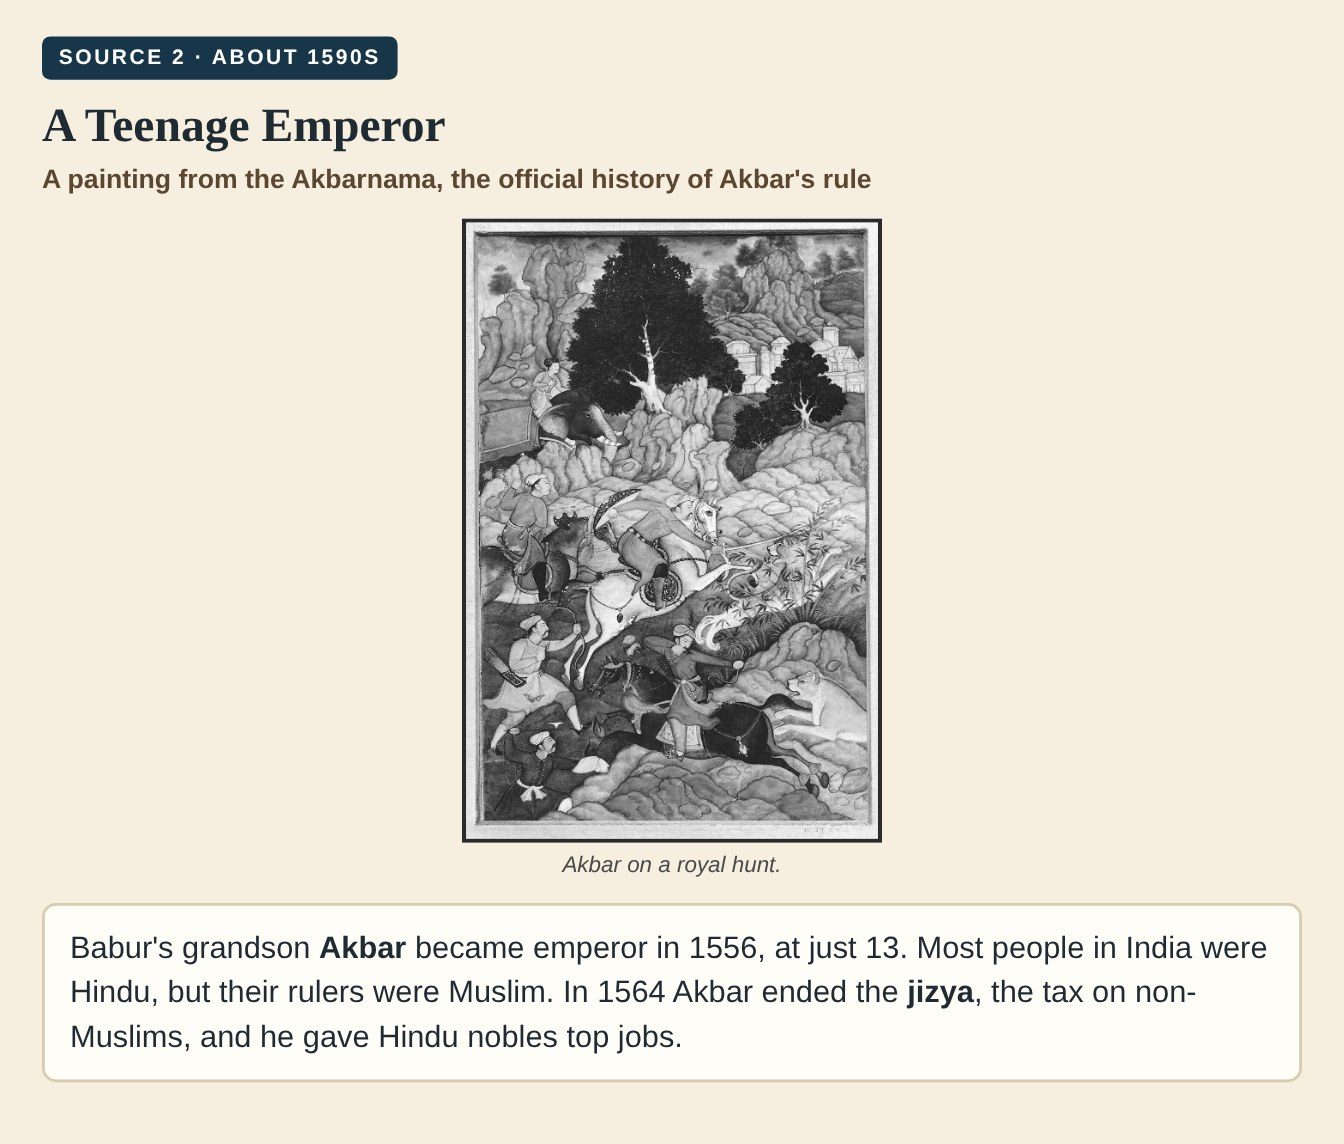 SOURCE 2 · ABOUT 1590S
A Teenage Emperor
A painting from the Akbarnama, the official history of Akbar's rule
Akbar on a royal hunt.
Babur's grandson Akbar became emperor in 1556, at just 13. Most people in India were
Hindu, but their rulers were Muslim. In 1564 Akbar ended the jizya, the tax on non-
Muslims, and he gave Hindu nobles top jobs.